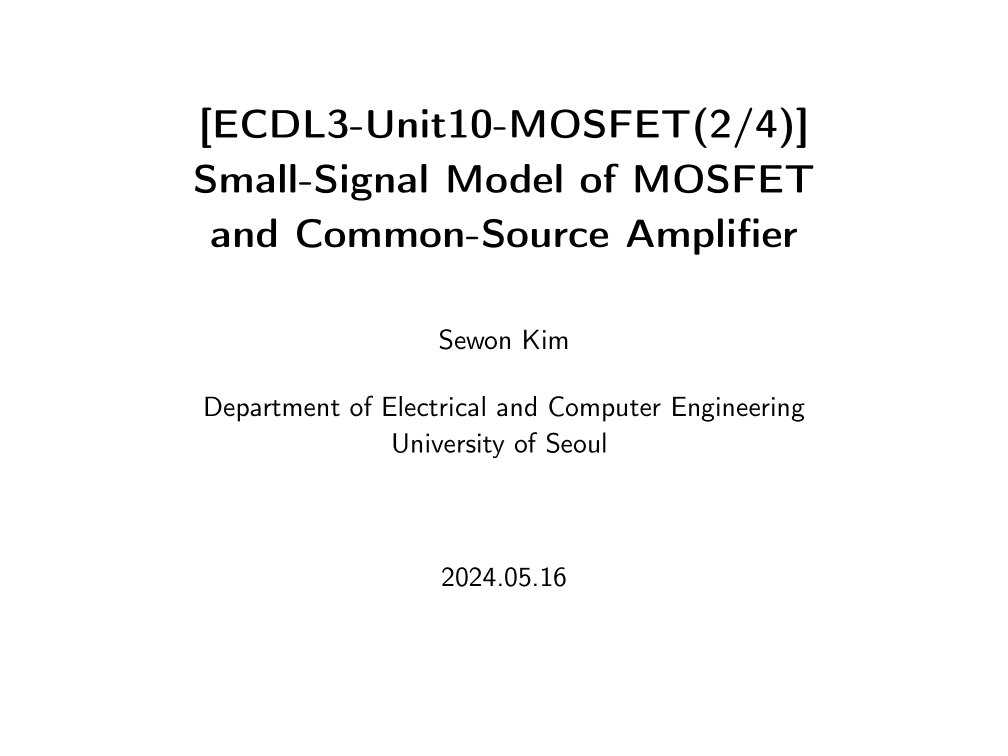 [ECDL3-Unit10-MOSFET(2/4)]
Small-Signal Model of MOSFET
and Common-Source Amplifier
Sewon Kim
Department of Electrical and Computer Engineering
University of Seoul
2024.05.16